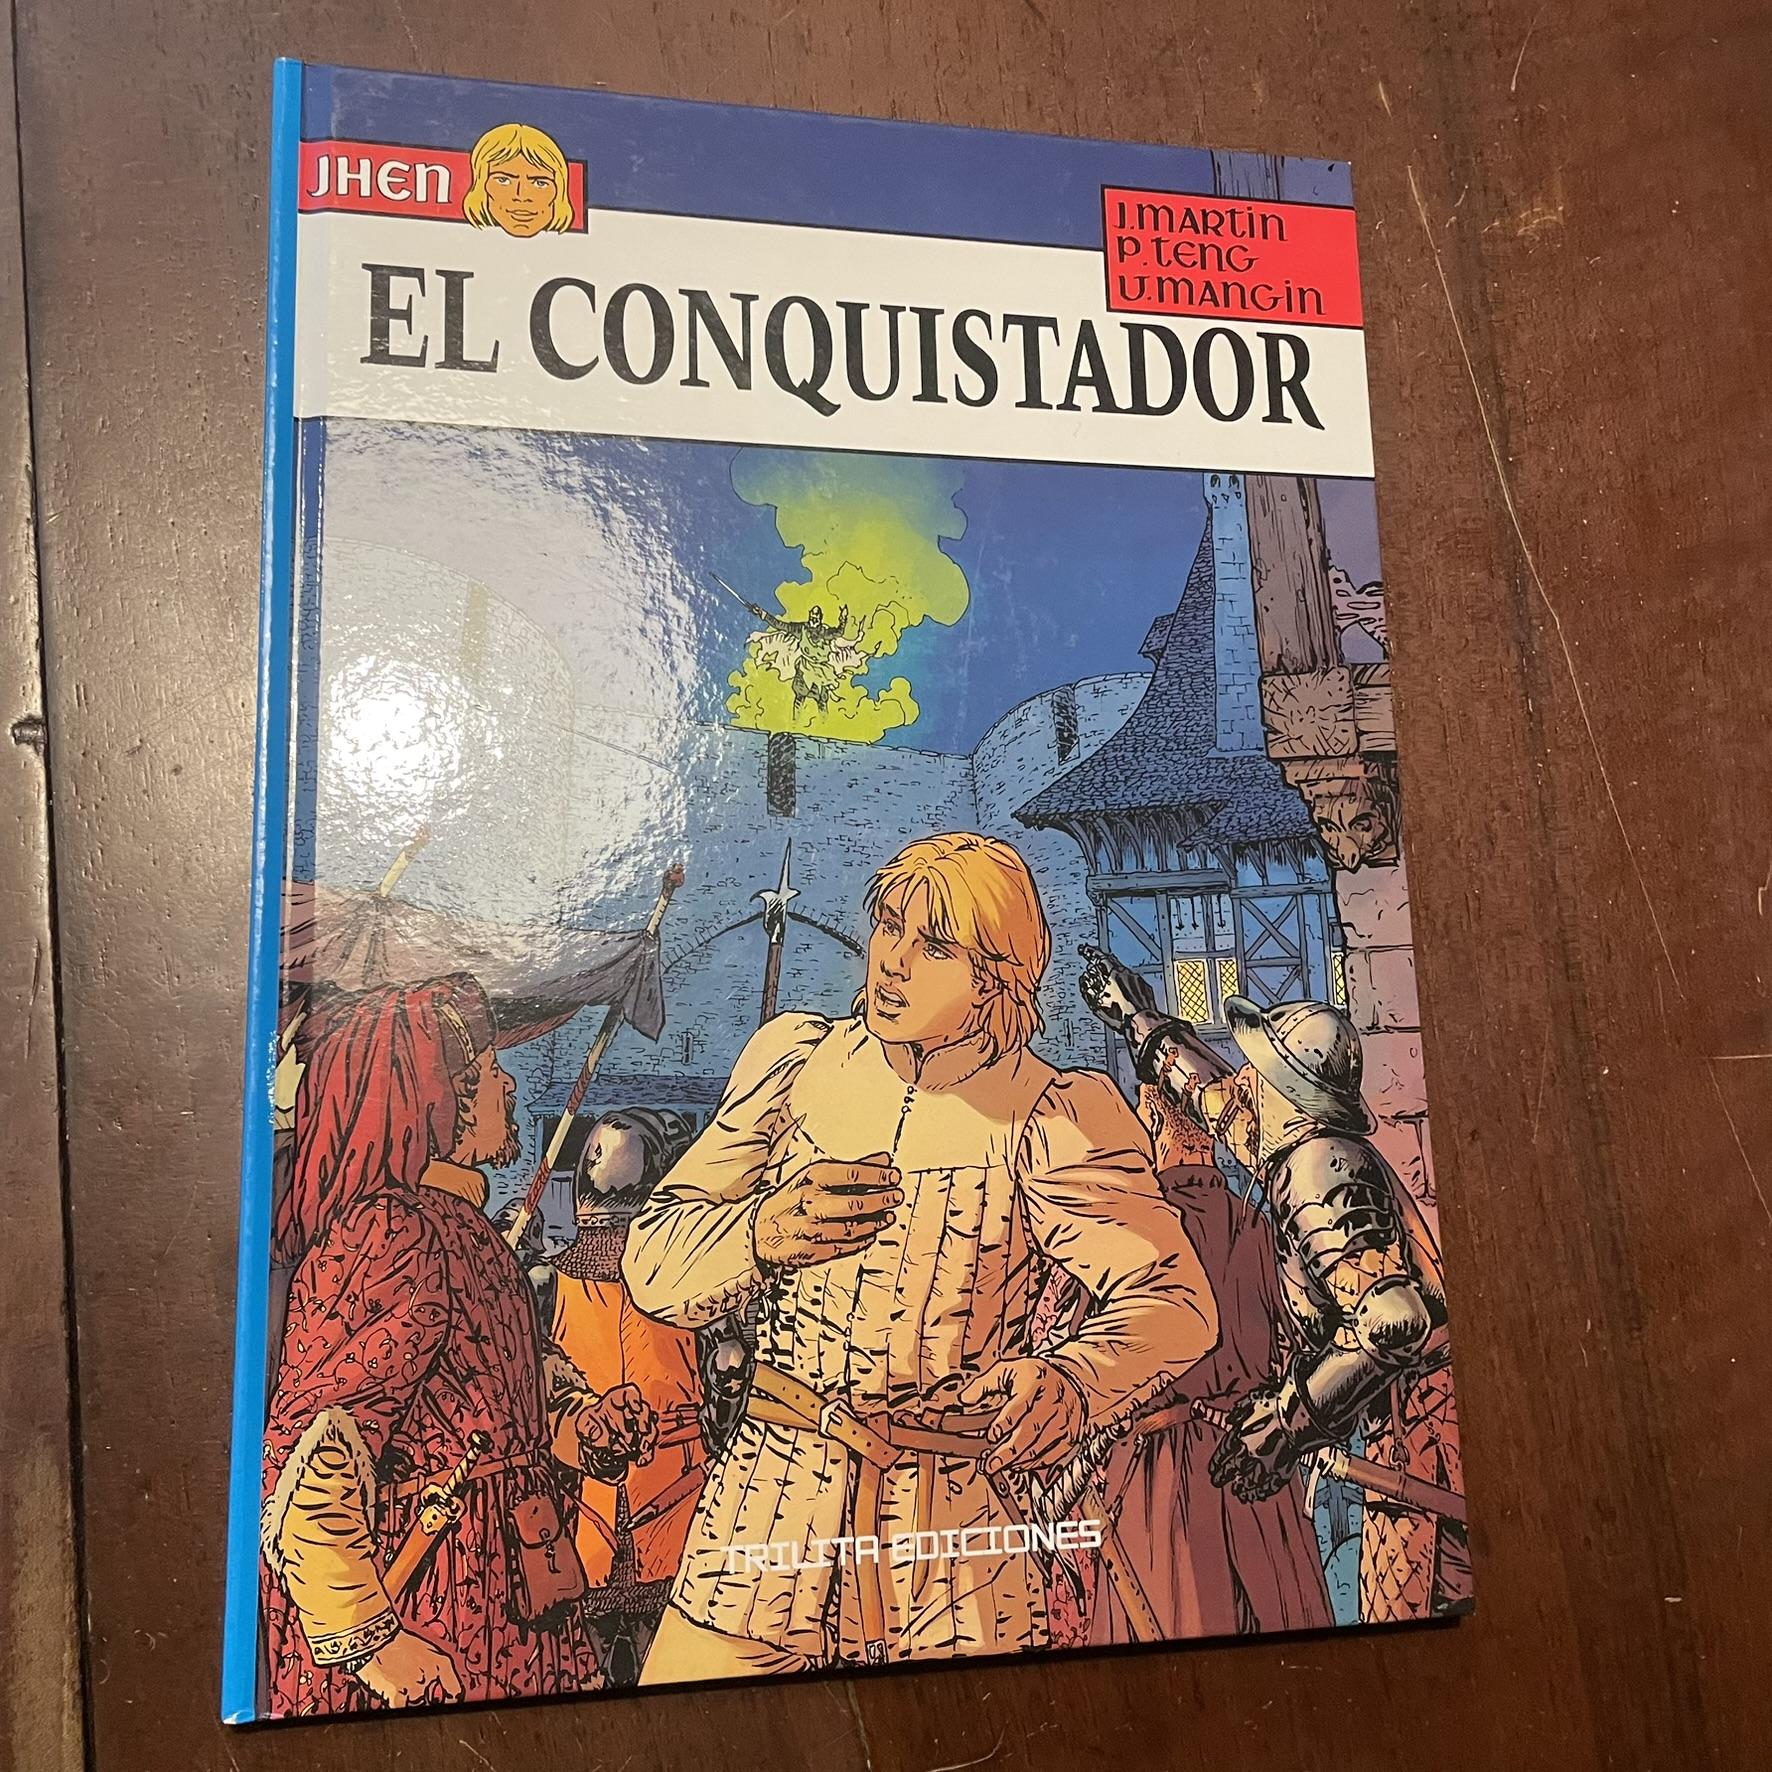 JHEN
J. MARTIN
P. TENG
V. MANGIN
EL CONQUISTADOR
TRILITA EDICIONES